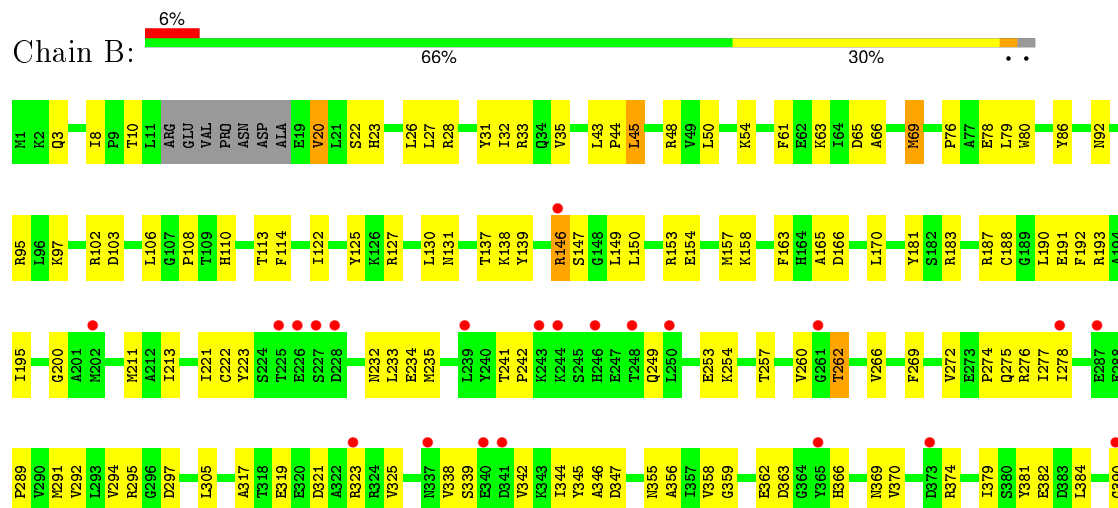 6%
Chain B:
66% 30%
M1 K2 Q3 I8 P9 T10 L11 ARG GLU VAL PRO ASN ASP ALA E19 V20 L21 S22 H23 L26 L27 R28 Y31 I32 R33 Q34 V35 L43 P44 L45 R48 V49 L50 K54 F61 E62 K63 I64 D65 A66 M69 P76 A77 E78 L79 W80 Y86 N92
R95 L96 K97 R102 D103 L106 G107 P108 T109 H110 T113 F114 I122 Y125 K126 R127 L130 N131 T137 K138 Y139 R146 S147 G148 L149 L150 R153 E154 M157 K158 F163 H164 A165 D166 L170 Y181 S182 R183 R187 C188 G189 L190 E191 F192 R193 A194
I195 G200 A201 M202 M211 A212 I213 I221 C222 Y223 S224 T225 E226 S227 D228 N232 L233 E234 M235 L239 Y240 T241 P242 K243 K244 S245 H246 E247 T248 Q249 L250 E253 K254 T257 V260 G261 T262 V266 F269 V272 E273 P274 Q275 R276 I277 I278 E287
P289 V290 M291 V292 L293 V294 R295 G296 D297 L305 A317 T318 E319 E320 D321 A322 R323 R324 V325 N337 V338 S339 E340 D341 V342 K343 I344 Y345 A346 D347 N355 A356 I357 V358 G359 E362 D363 G364 Y365 H366 N369 V370 D373 R374 I379 S380 Y381 E382 D383 L384